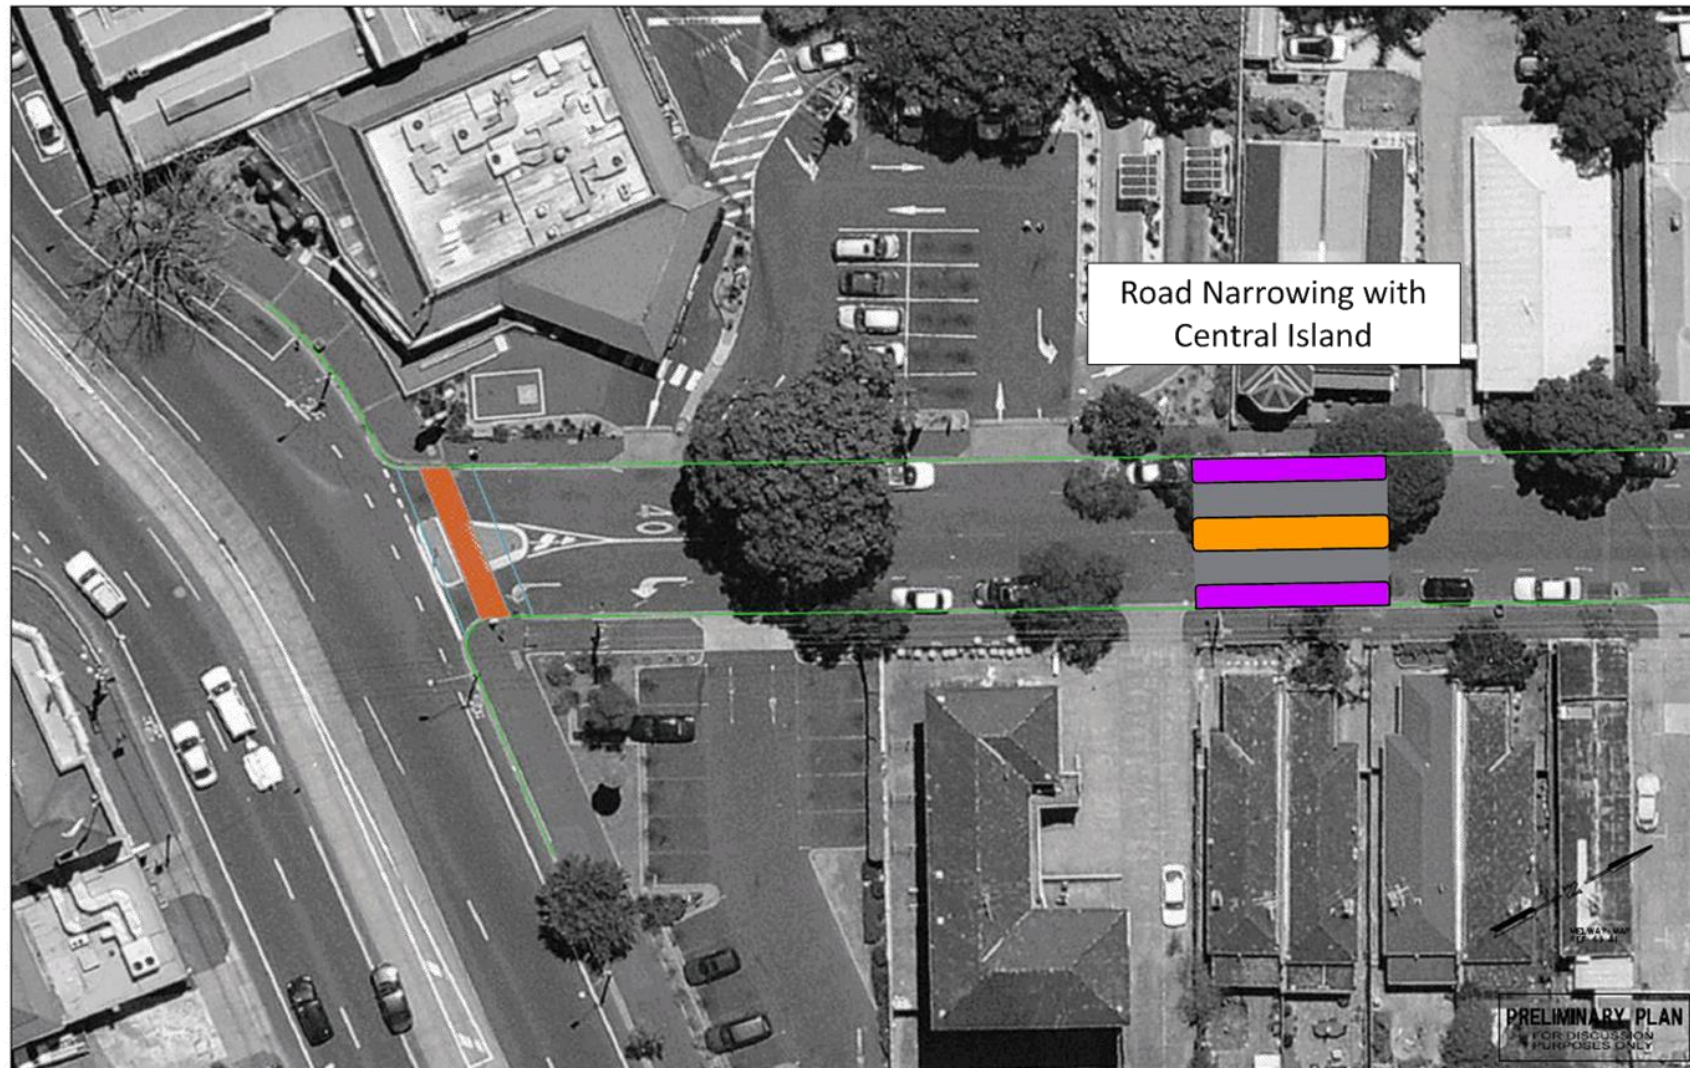 Road Narrowing with
Central Island
40
PRELIMINARY PLAN
FOR DISCUSSION
PURPOSES ONLY